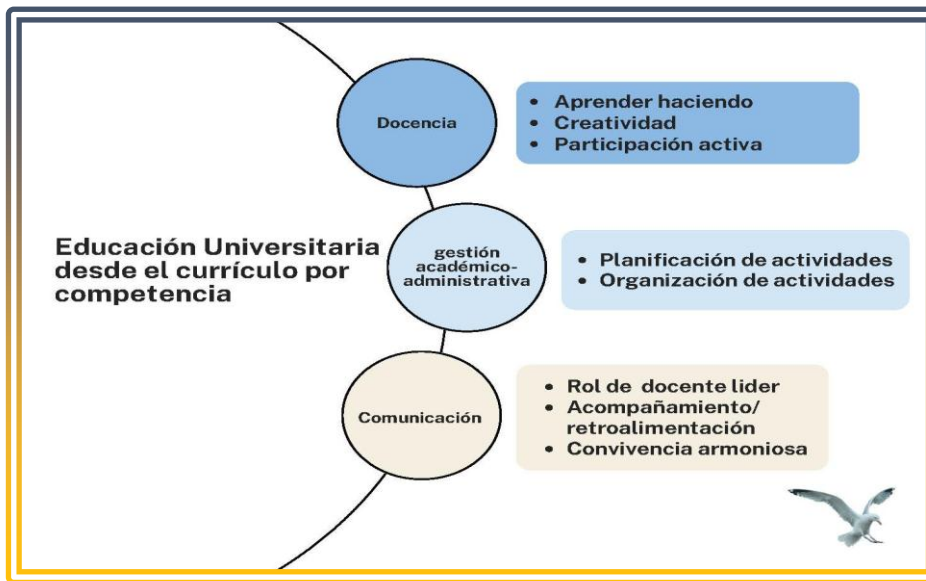 Educación Universitaria
desde el currículo por
competencia
Docencia
• Aprender haciendo
• Creatividad
• Participación activa
gestión
académico-
administrativa
• Planificación de actividades
• Organización de actividades
Comunicación
• Rol de docente lider
• Acompañamiento/
retroalimentación
• Convivencia armoniosa